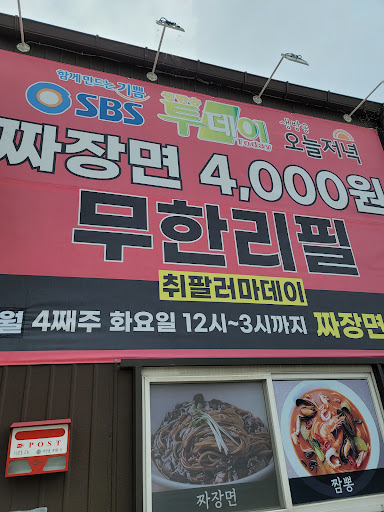 함께 만드는 기쁨
SBS
투데이
Today
생방송
오늘저녁
짜장면 4,000원
무한리필
취팔러마데이
월 4째주 화요일 12시~3시까지 짜장면
POST
짜장면
짬뽕